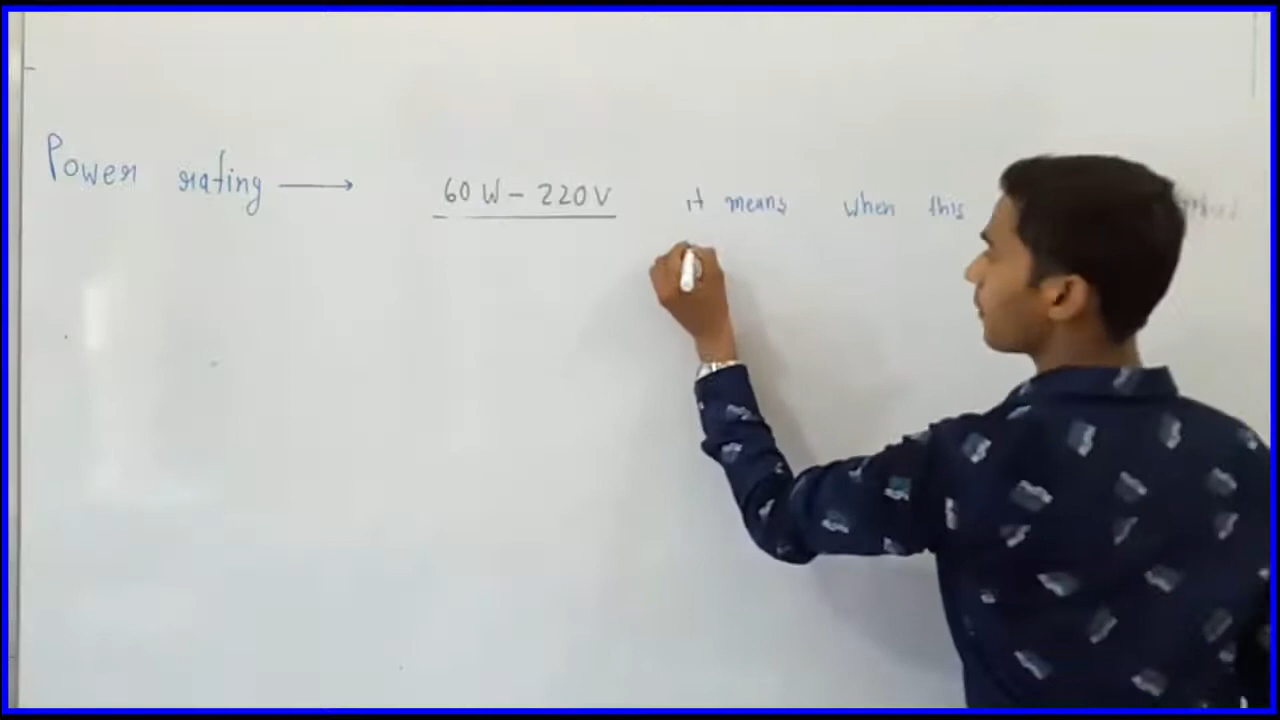 Power rating → 60 W - 220 V it means when this